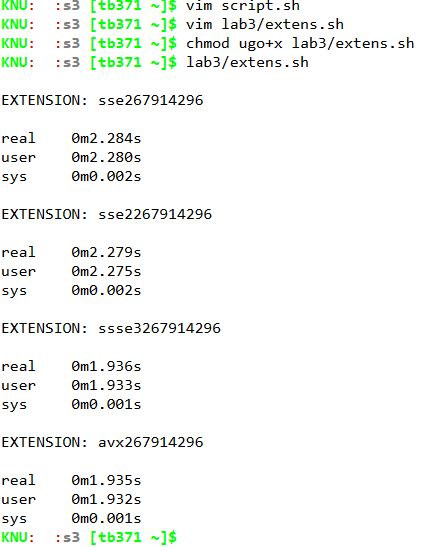 KNU: :s3 [tb371 ~]$ vim script.sh
KNU: :s3 [tb371 ~]$ vim lab3/extens.sh
KNU: :s3 [tb371 ~]$ chmod ugo+x lab3/extens.sh
KNU: :s3 [tb371 ~]$ lab3/extens.sh
EXTENSION: sse267914296
real 0m2.284s
user 0m2.280s
sys 0m0.002s
EXTENSION: sse2267914296
real 0m2.279s
user 0m2.275s
sys 0m0.002s
EXTENSION: ssse3267914296
real 0m1.936s
user 0m1.933s
sys 0m0.001s
EXTENSION: avx267914296
real 0m1.935s
user 0m1.932s
sys 0m0.001s
KNU: :s3 [tb371 ~]$